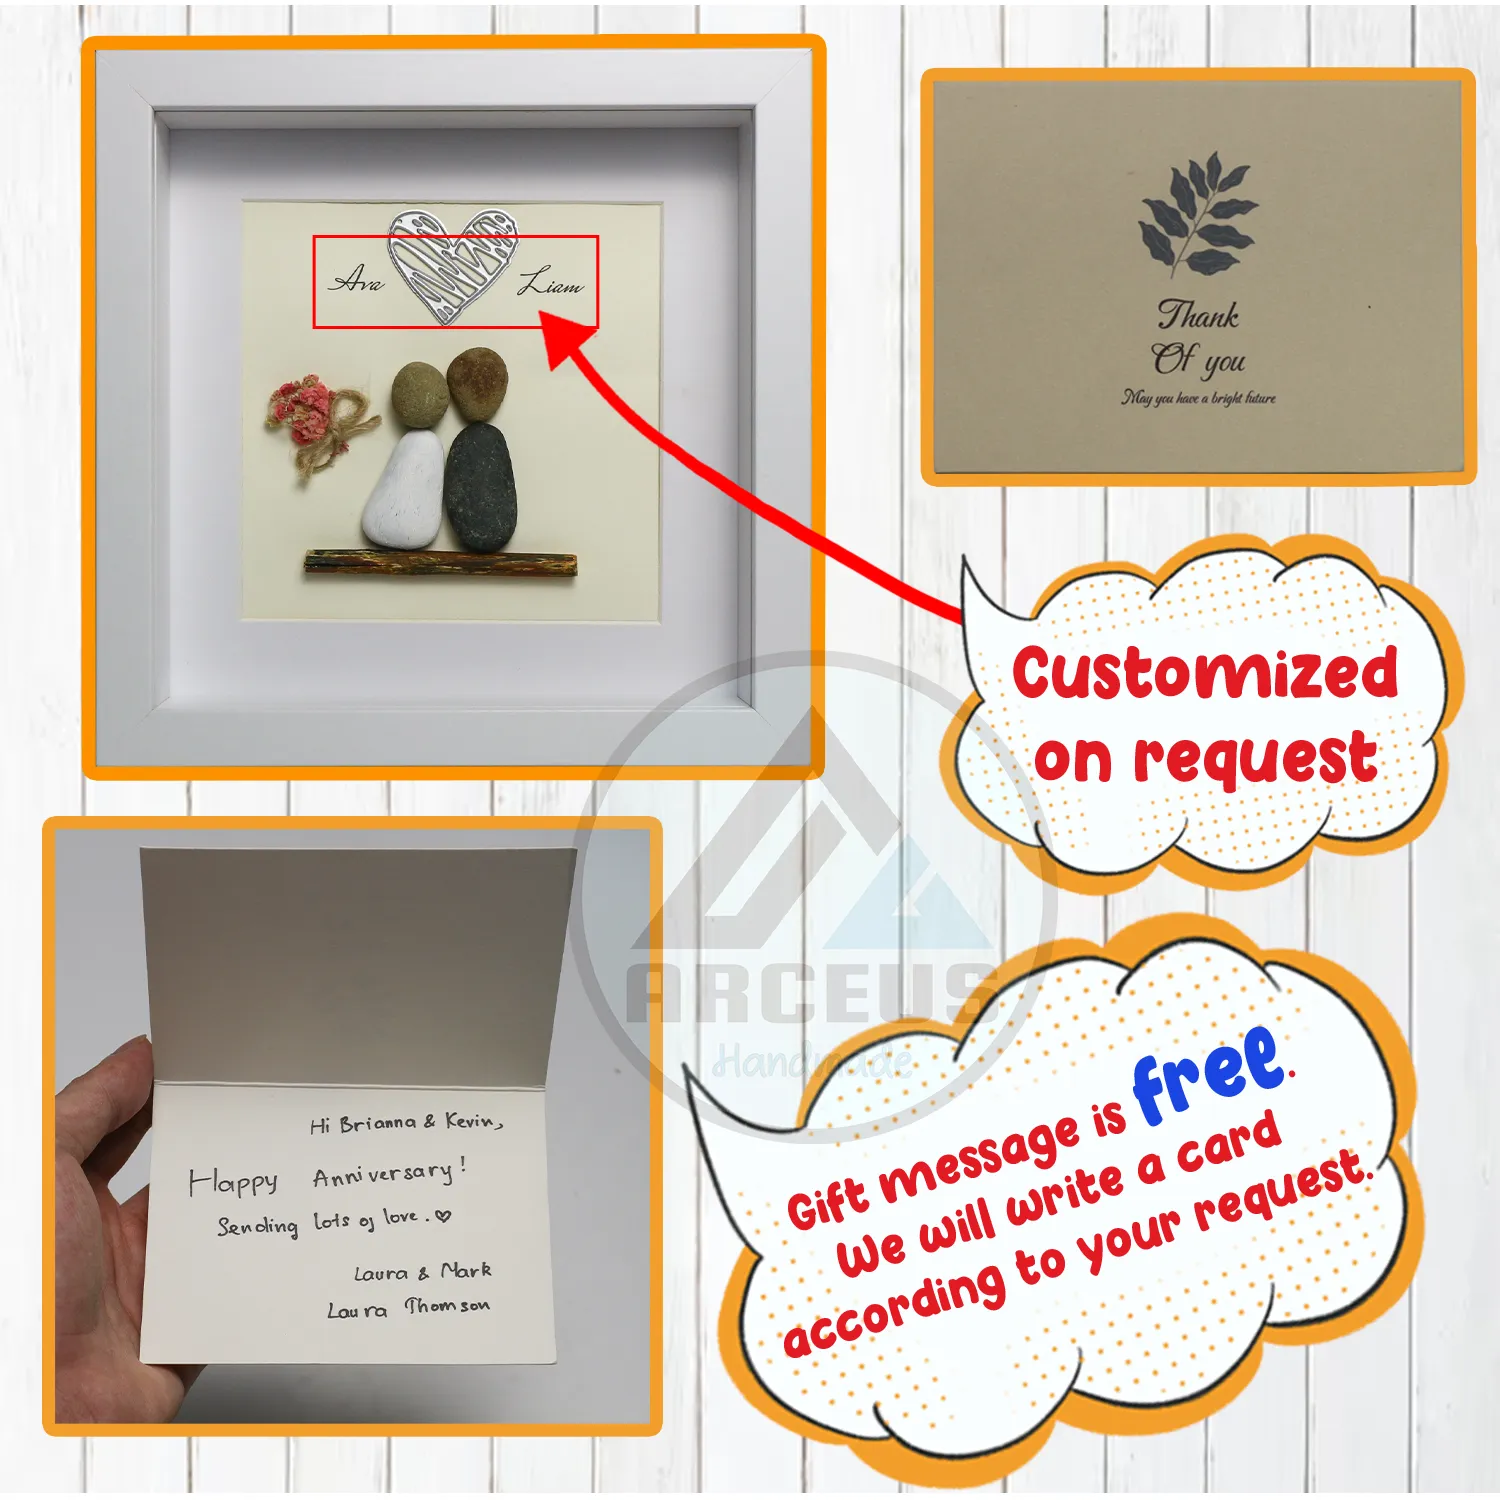 Ava Liam
Thank
Of you
May you have a bright future
Customized
on request
ARCEUS
Handmade
Hi Brianna & Kevin,
Happy Anniversary!
Sending lots of love. ♡
Laura & Mark
Laura Thomson
Gift message is free.
We will write a card
according to your request.